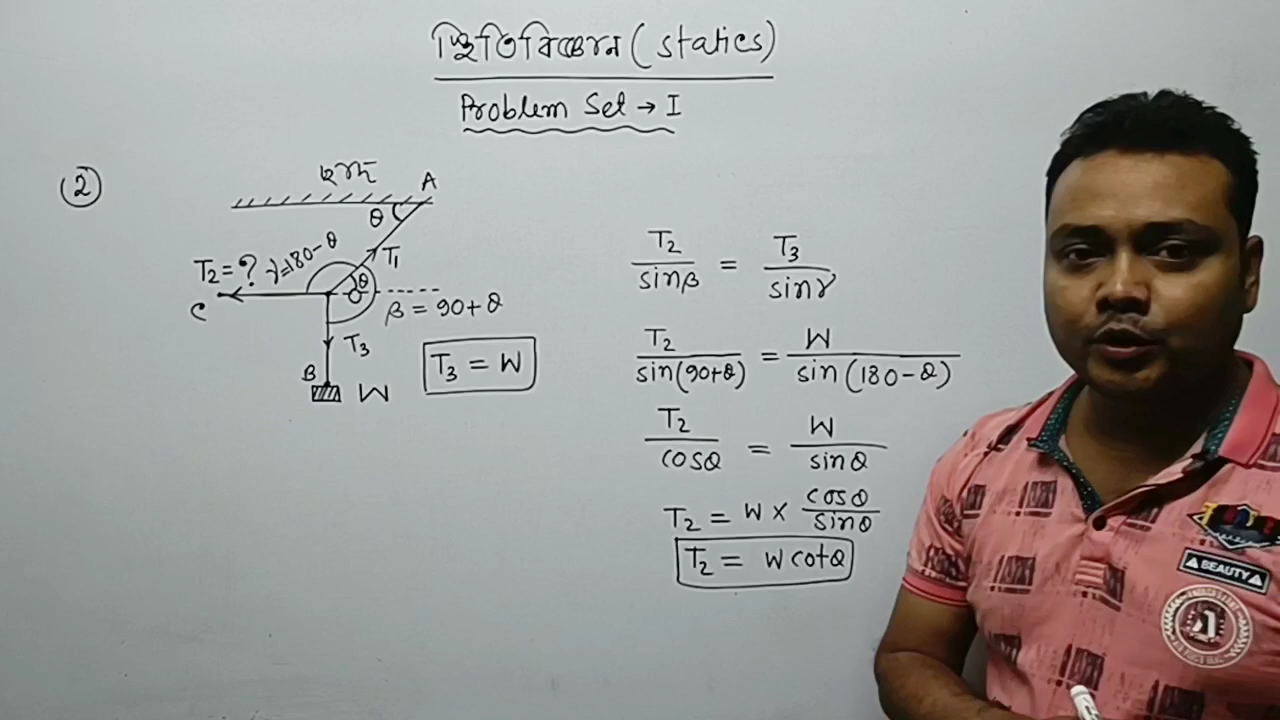 স্থিতিবিজ্ঞান (statics)
Problem Set → I
②
ছাদ
A
θ
T₁
γ=180-θ
T₂ = ?
θ
C
β = 90+θ
T₃
T₃ = W
B
W
T₂/sinβ = T₃/sinγ
T₂/sin(90+θ) = W/sin(180-θ)
T₂/cosθ = W/sinθ
T₂ = W × cosθ/sinθ
T₂ = W cotθ
BEAUTY
A